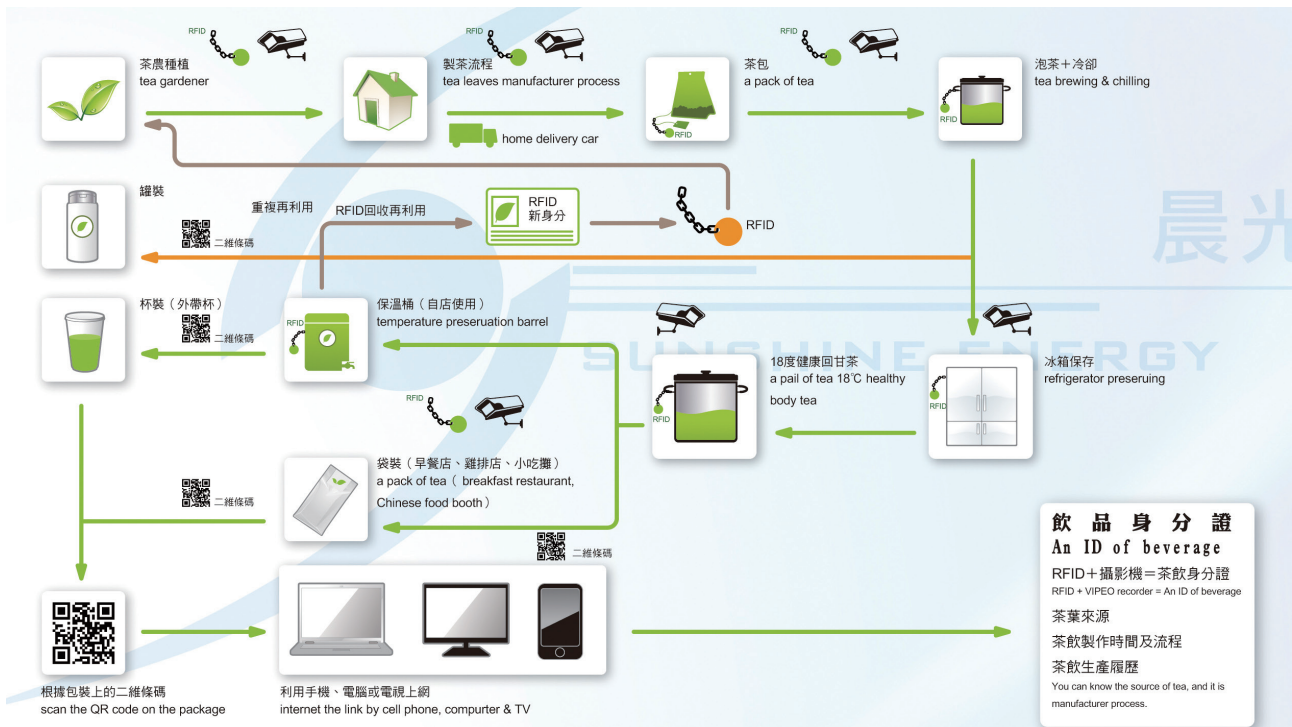 RFID
RFID
RFID
茶農種植
tea gardener
製茶流程
tea leaves manufacturer process
茶包
a pack of tea
泡茶＋冷卻
tea brewing & chilling
RFID
RFID
home delivery car
罐裝
重複再利用
RFID回收再利用
RFID
新身分
RFID
二維條碼
晨光
杯裝（外帶杯）
二維條碼
保溫桶（自店使用）
temperature preseruation barrel
RFID
SUNSHINE ENERGY
18度健康回甘茶
a pail of tea 18℃ healthy
body tea
RFID
冰箱保存
refrigerator preseruing
RFID
RFID
袋裝（早餐店、雞排店、小吃攤）
a pack of tea（ breakfast restaurant,
Chinese food booth）
二維條碼
二維條碼
飲品身分證
An ID of beverage
RFID＋攝影機＝茶飲身分證
RFID + VIPEO recorder = An ID of beverage
茶葉來源
茶飲製作時間及流程
茶飲生產履歷
You can know the source of tea, and it is
manufacturer process.
根據包裝上的二維條碼
scan the QR code on the package
利用手機、電腦或電視上網
internet the link by cell phone, compurter & TV